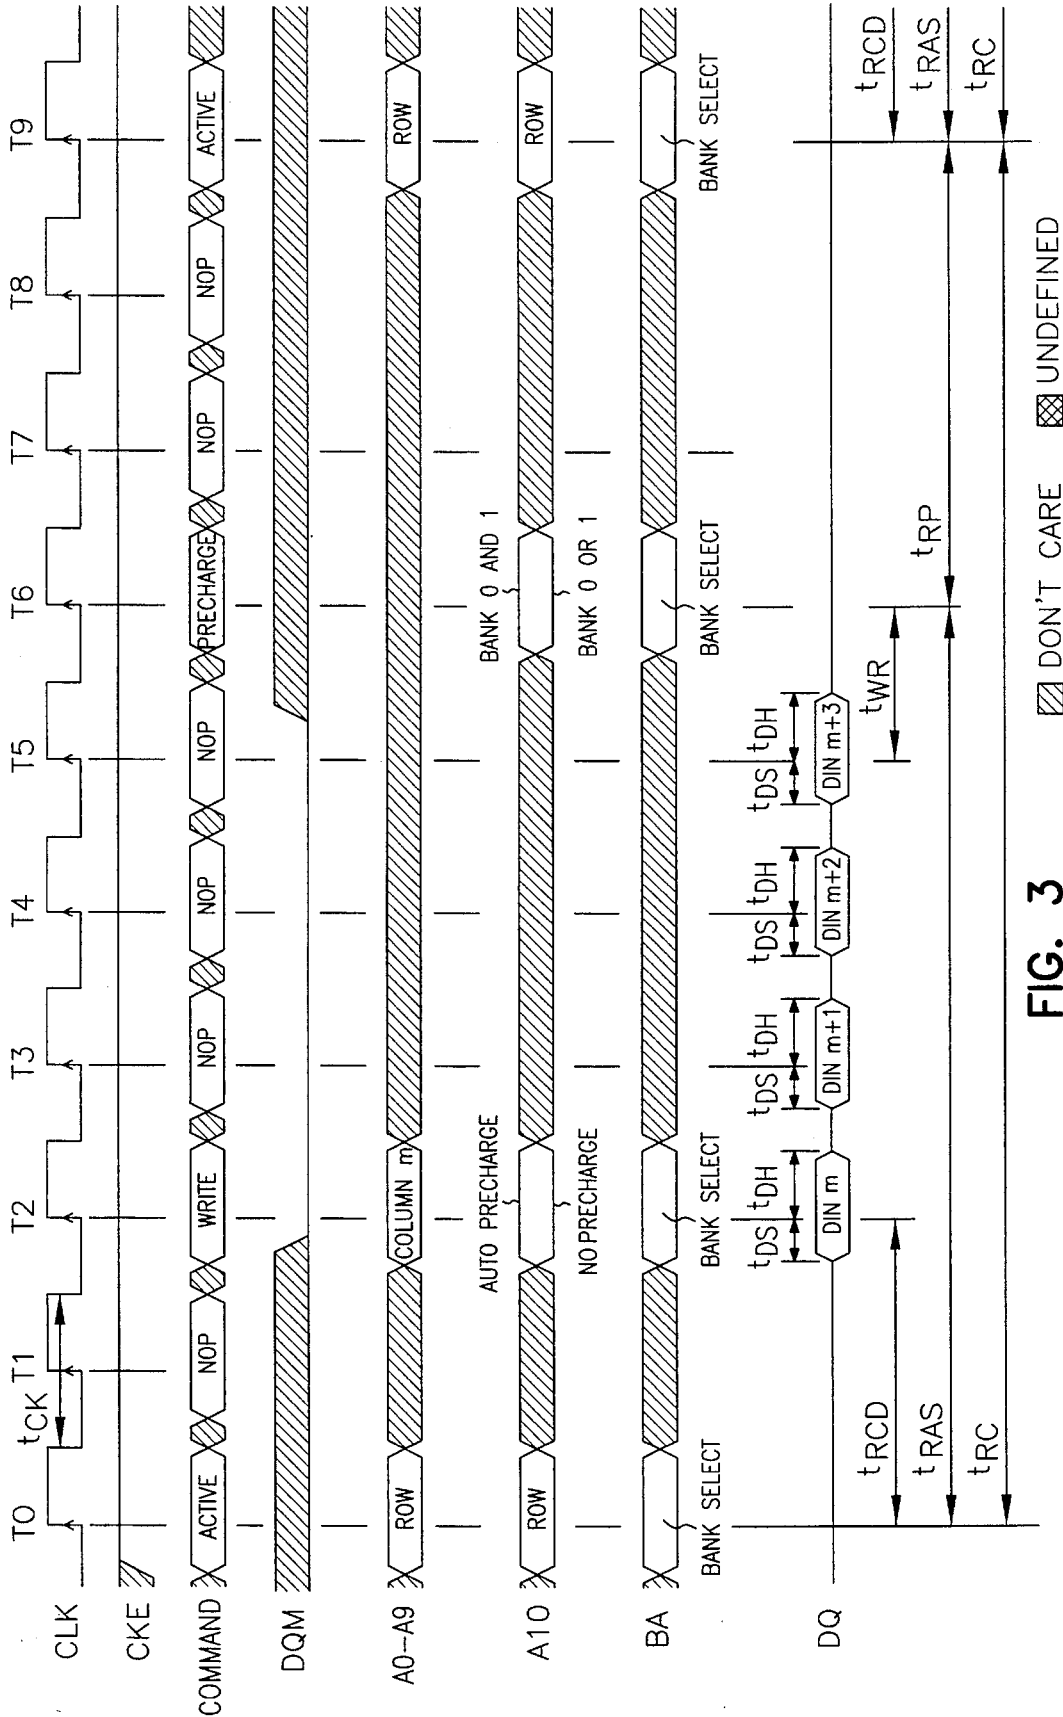 T0 T1 T2 T3 T4 T5 T6 T7 T8 T9
tCK
CLK
CKE
COMMAND ACTIVE NOP WRITE NOP NOP NOP PRECHARGE NOP NOP ACTIVE
DQM
A0-A9 ROW COLUMN m ROW
AUTO PRECHARGE BANK 0 AND 1
A10 ROW ROW
NO PRECHARGE BANK 0 OR 1
BA
BANK SELECT BANK SELECT BANK SELECT BANK SELECT
tDS tDH tDS tDH tDS tDH tDS tDH
DQ DIN m DIN m+1 DIN m+2 DIN m+3
tRCD tWR tRCD
tRAS tRP tRAS
tRC tRC
DON'T CARE UNDEFINED
FIG. 3